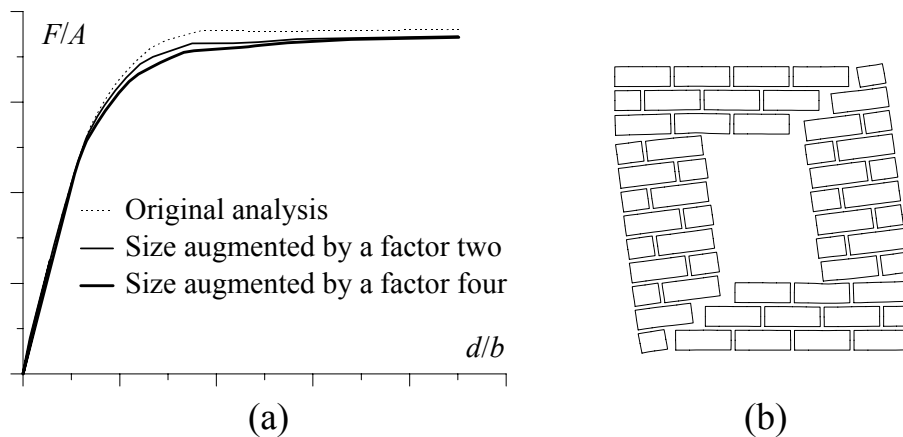 F/A
Original analysis
Size augmented by a factor two
Size augmented by a factor four
d/b
(a)
(b)